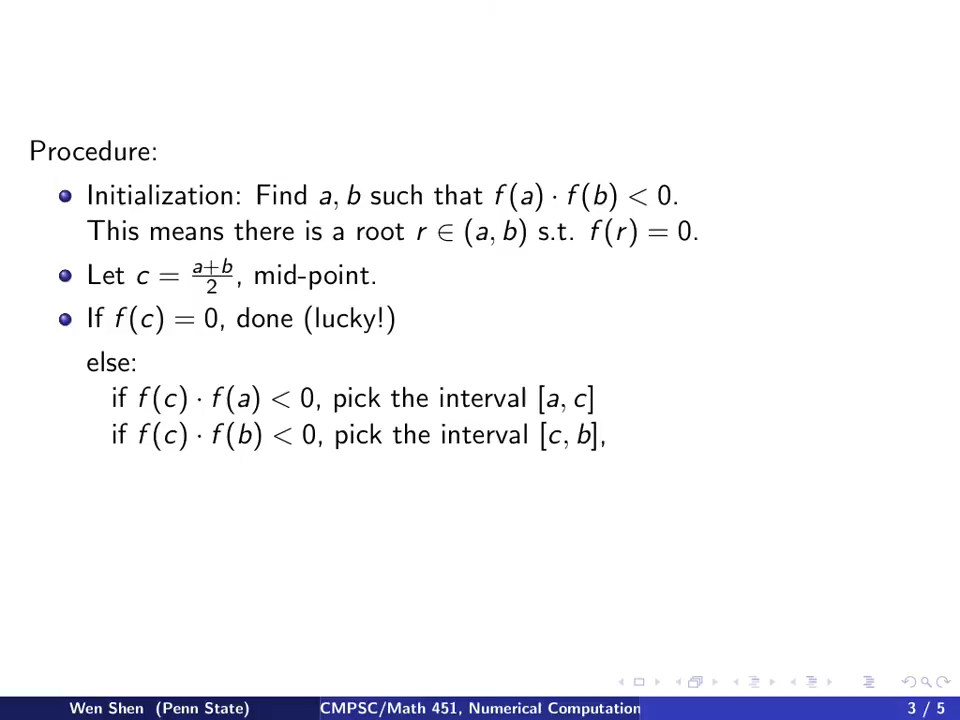 Procedure:
Initialization: Find a, b such that f(a) · f(b) < 0.
This means there is a root r ∈ (a, b) s.t. f(r) = 0.
Let c = \frac{a+b}{2}, mid-point.
If f(c) = 0, done (lucky!)
else:
if f(c) · f(a) < 0, pick the interval [a, c]
if f(c) · f(b) < 0, pick the interval [c, b],
Wen Shen (Penn State) CMPSC/Math 451, Numerical Computation 3 / 5